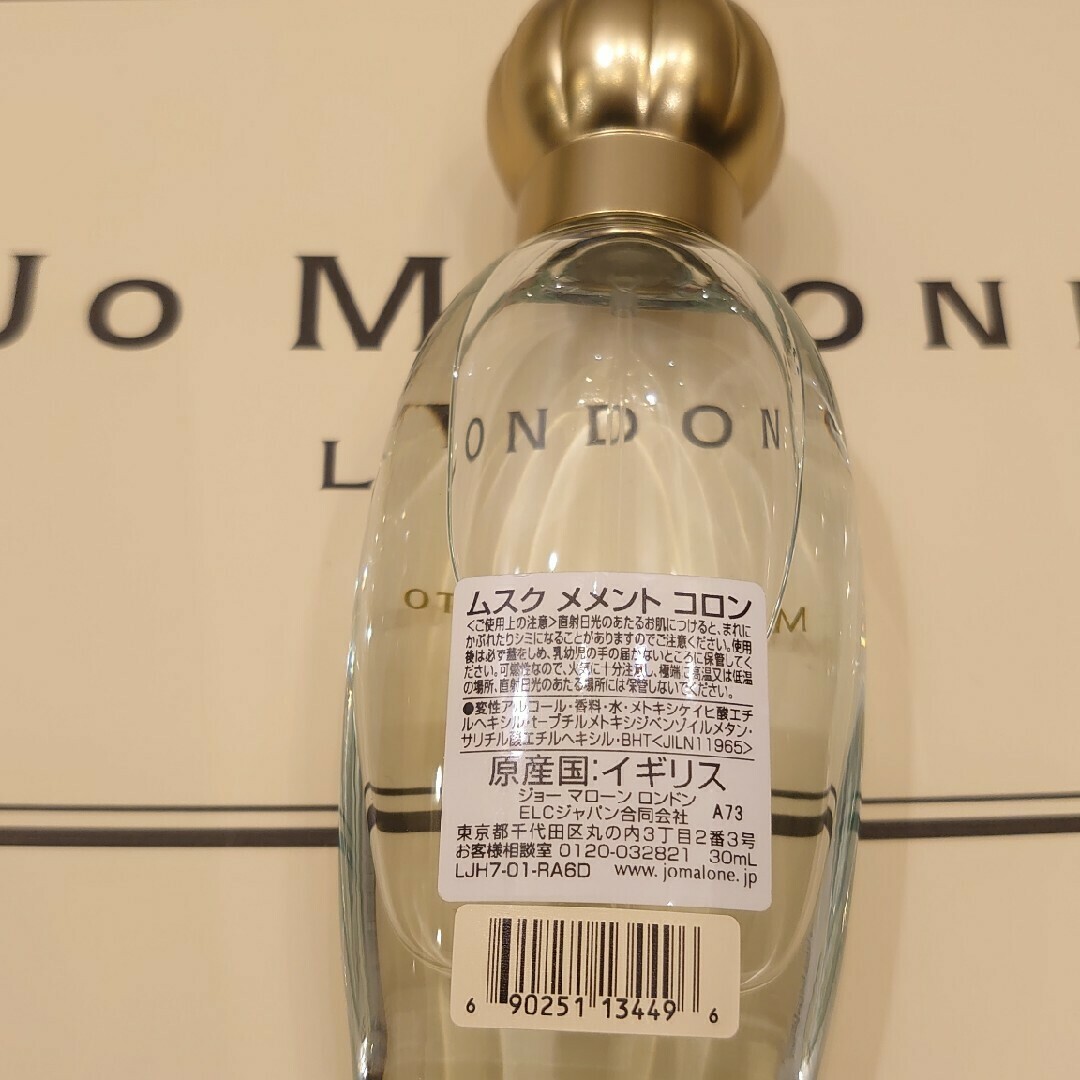 Jo M ONE
L ONDON
ムスク メメント コロン
<ご使用上の注意>直射日光のあたるお肌につけると、まれに
かぶれたりシミになることがありますのでご注意ください。使用
後は必ず蓋をしめ、乳幼児の手の届かないところに保管してく
ださい。可燃性なので、火気に十分注意し、極端に高温又は低温
の場所、直射日光のあたる場所には保管しないでください。
●変性アルコール・香料・水・メトキシケイヒ酸エチ
ルヘキシル・t-ブチルメトキシジベンゾイルメタン・
サリチル酸エチルヘキシル・BHT<JILN11965>
原産国:イギリス
ジョー マローン ロンドン
ELCジャパン合同会社 A73
東京都千代田区丸の内3丁目2番3号
お客様相談室 0120-032821 30mL
LJH7-01-RA6D www.jomalone.jp
6 90251 13449 6